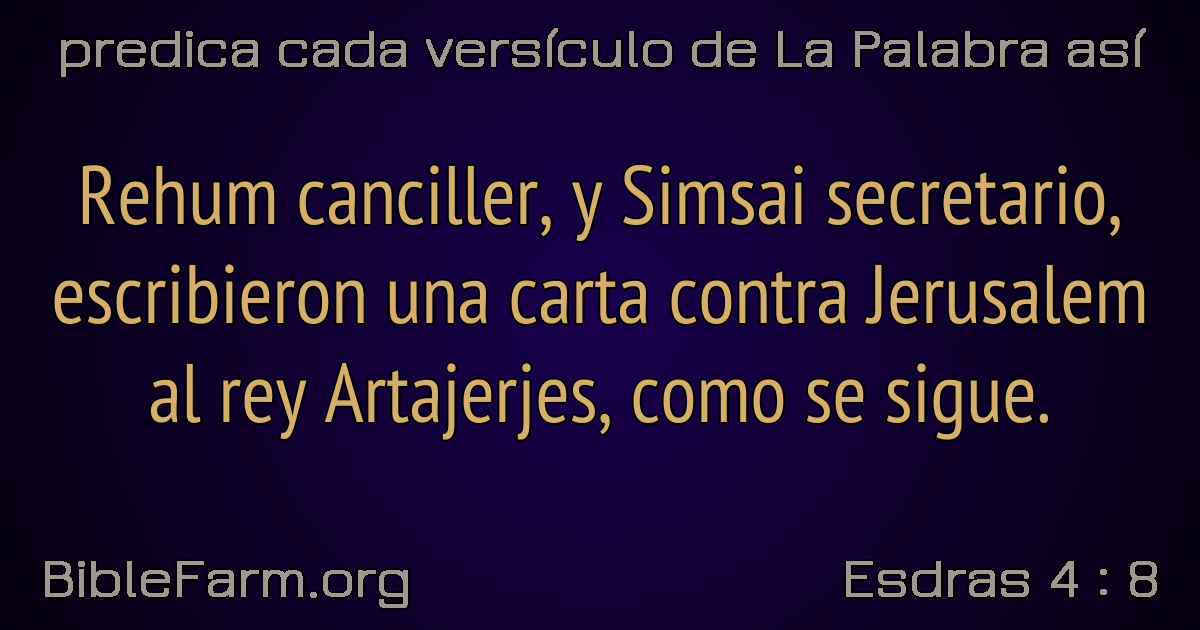 predica cada versículo de La Palabra así
Rehum canciller, y Simsai secretario,
escribieron una carta contra Jerusalem
al rey Artajerjes, como se sigue.
BibleFarm.org
Esdras 4 : 8